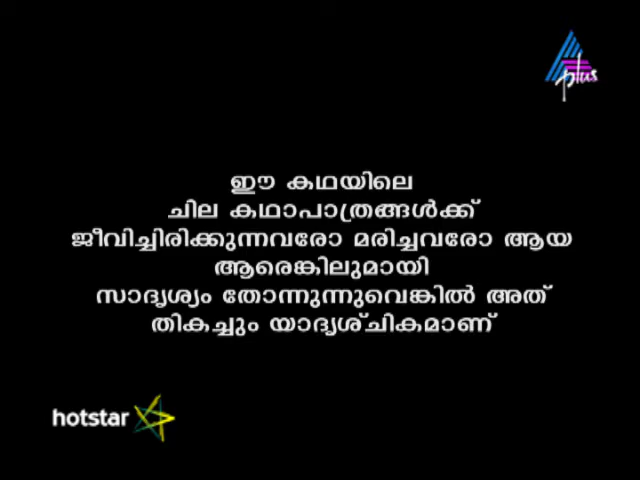 plus
ഈ കഥയിലെ
ചില കഥാപാത്രങ്ങൾക്ക്
ജീവിച്ചിരിക്കുന്നവരോ മരിച്ചവരോ ആയ
ആരെങ്കിലുമായി
സാദൃശ്യം തോന്നുന്നുവെങ്കിൽ അത്
തികച്ചും യാദൃശ്ചികമാണ്
hotstar